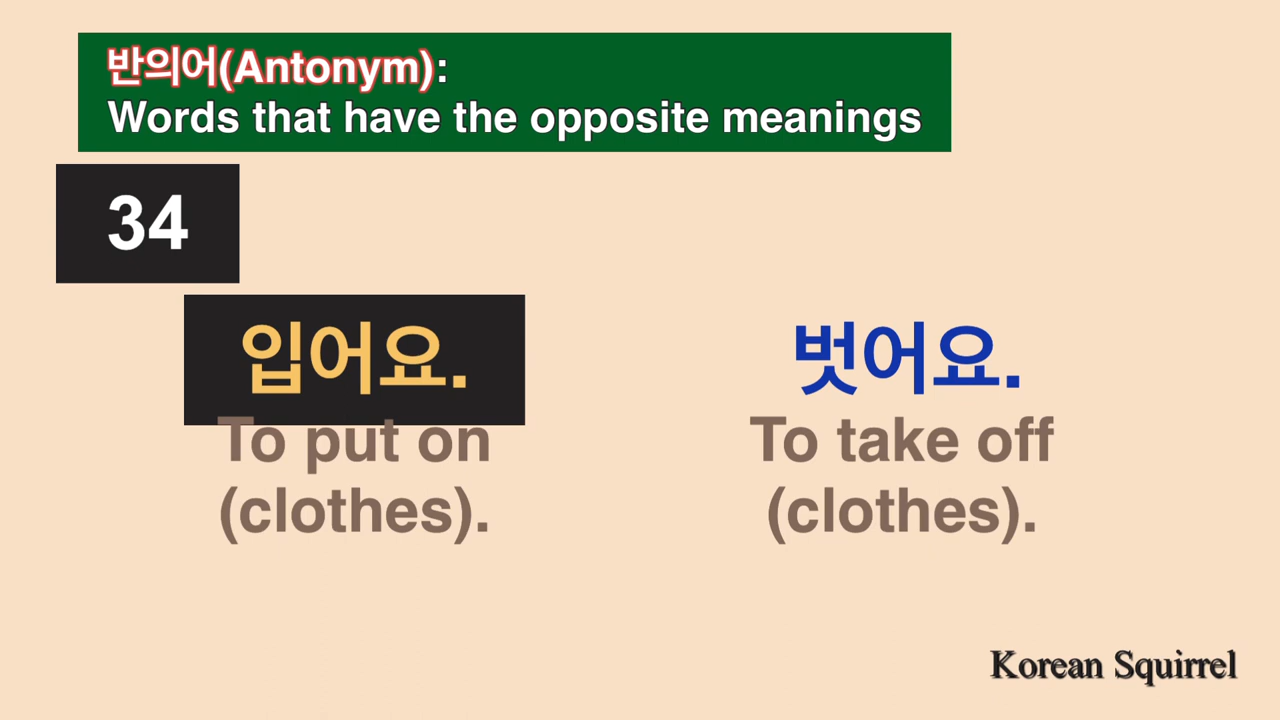 반의어(Antonym):
Words that have the opposite meanings
34
입어요.
To put on
(clothes).
벗어요.
To take off
(clothes).
Korean Squirrel